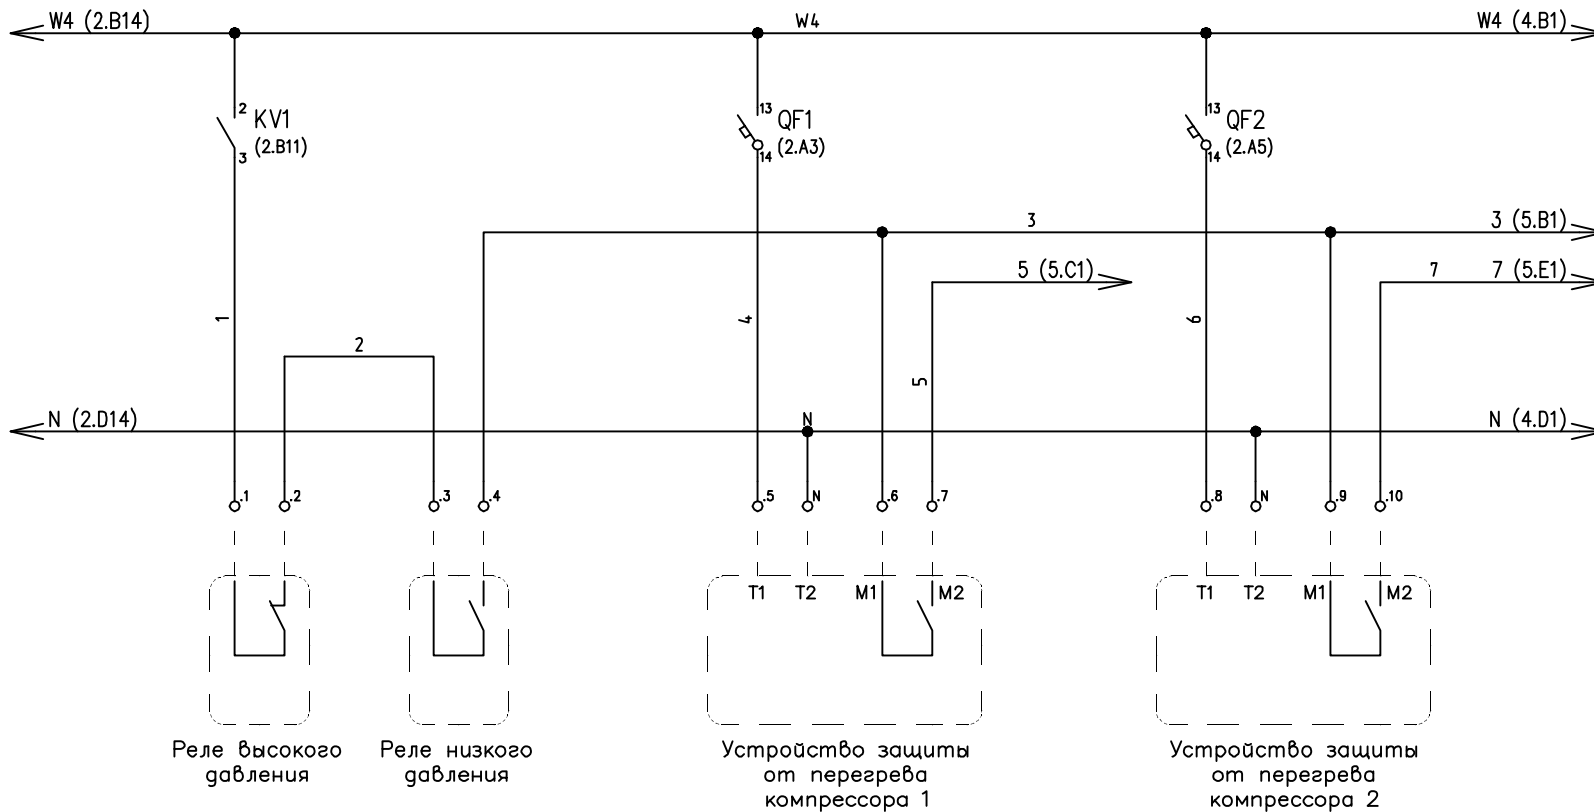 W4 (2.B14)
W4
W4 (4.B1)
2
KV1
(2.B11)
3
13
QF1
(2.A3)
14
13
QF2
(2.A5)
14
3
3 (5.B1)
5 (5.C1)
7
7 (5.E1)
1
4
6
2
5
N (2.D14)
N
N (4.D1)
.1
.2
.3
.4
.5
N
.6
.7
.8
N
.9
.10
T1
T2
M1
M2
T1
T2
M1
M2
Реле высокого
давления
Реле низкого
давления
Устройство защиты
от перегрева
компрессора 1
Устройство защиты
от перегрева
компрессора 2